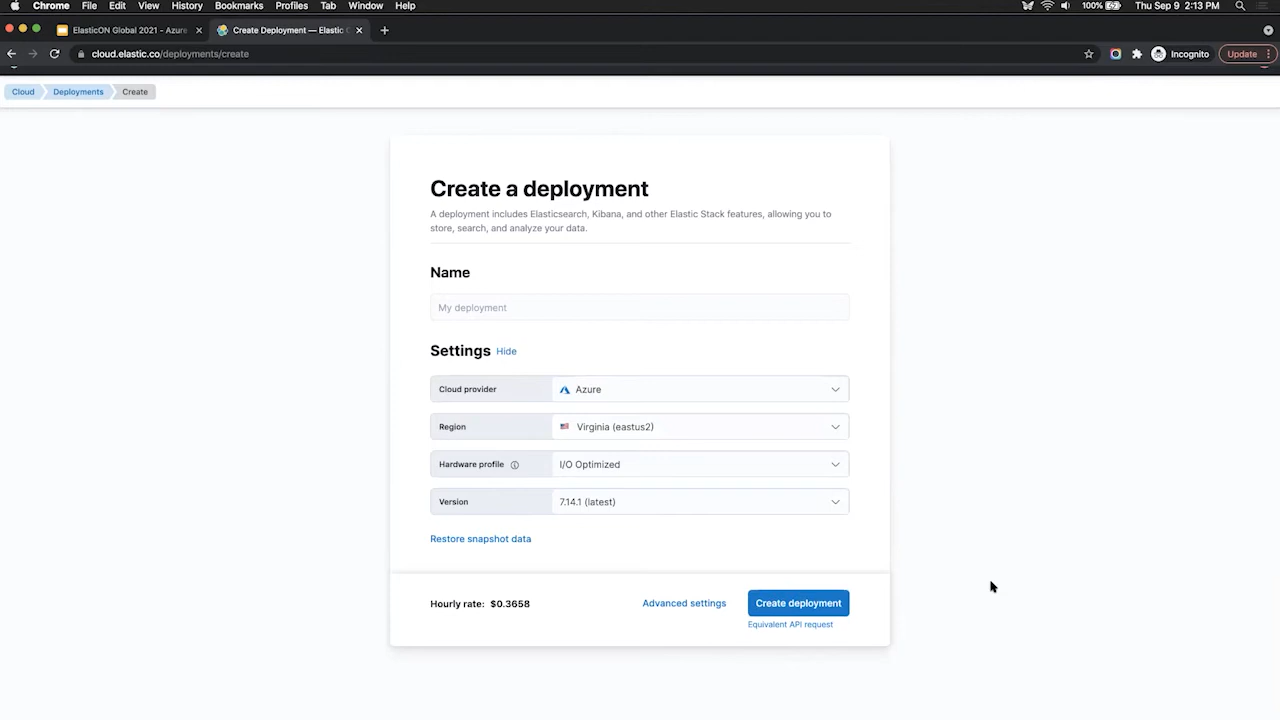 Chrome File Edit View History Bookmarks Profiles Tab Window Help 100% Thu Sep 9 2:13 PM
ElasticON Global 2021 - Azure Create Deployment — Elastic C
cloud.elastic.co/deployments/create Incognito Update
Cloud Deployments Create
Create a deployment
A deployment includes Elasticsearch, Kibana, and other Elastic Stack features, allowing you to
store, search, and analyze your data.
Name
My deployment
Settings Hide
Cloud provider Azure
Region Virginia (eastus2)
Hardware profile I/O Optimized
Version 7.14.1 (latest)
Restore snapshot data
Hourly rate: $0.3658 Advanced settings Create deployment
Equivalent API request